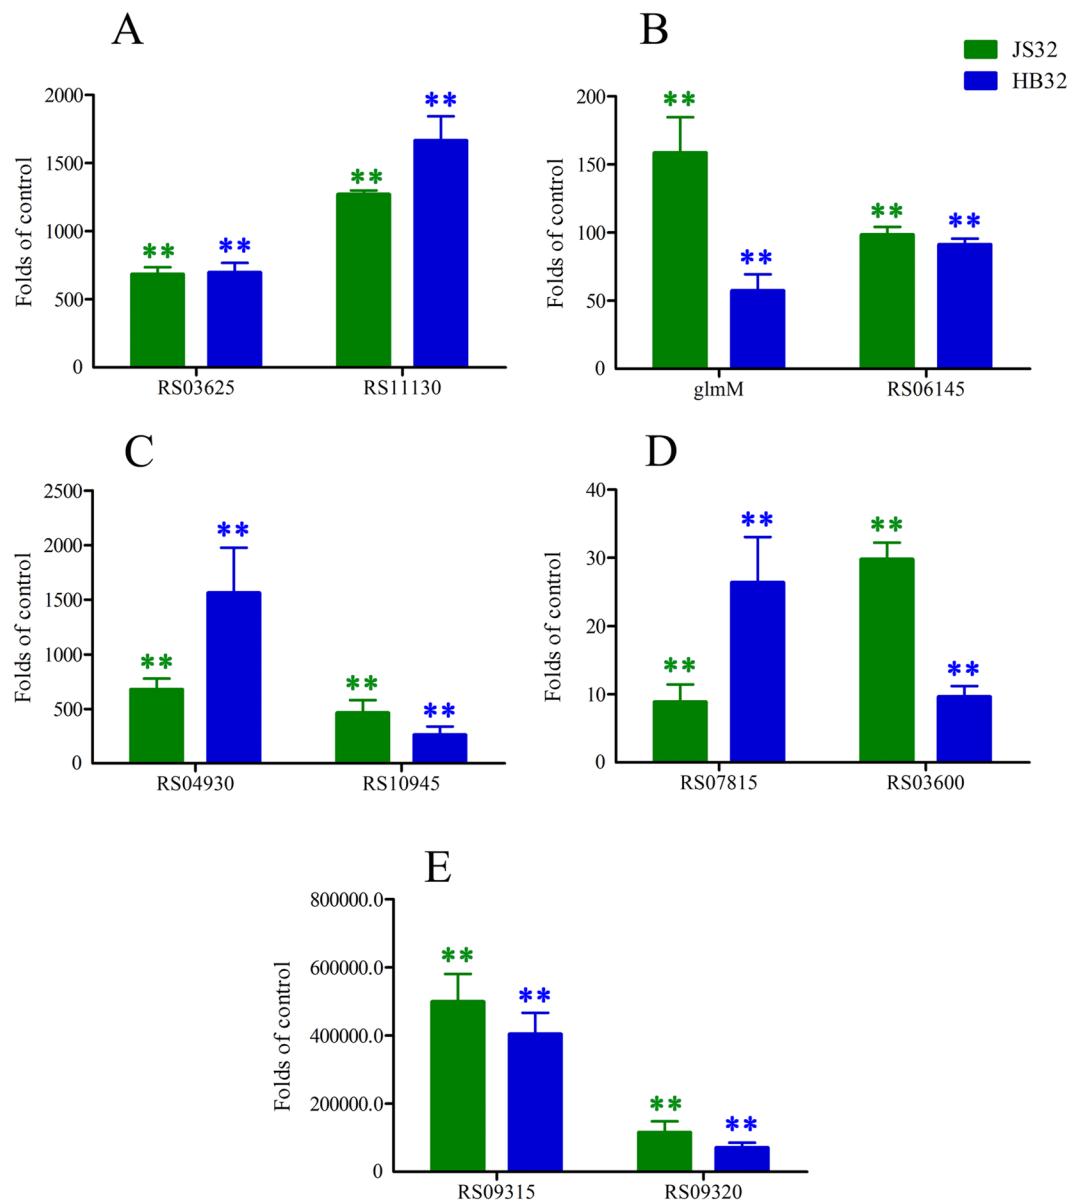 A
B
JS32
HB32
Folds of control
2000
1500
1000
500
0
**
**
**
**
RS03625
RS11130
Folds of control
200
150
100
50
0
**
**
**
**
glmM
RS06145
C
D
Folds of control
2500
2000
1500
1000
500
0
**
**
**
**
RS04930
RS10945
Folds of control
40
30
20
10
0
**
**
**
**
RS07815
RS03600
E
Folds of control
800000.0
600000.0
400000.0
200000.0
0
**
**
**
**
RS09315
RS09320